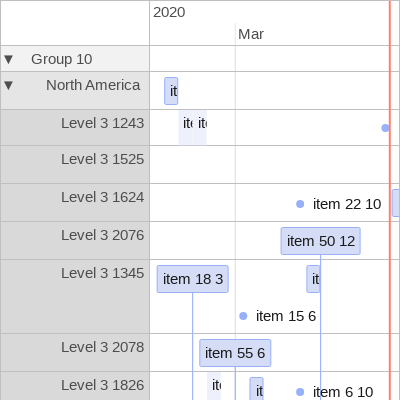 2020
Mar
▼ Group 10
▼ North America
it
Level 3 1243
it it
Level 3 1525
Level 3 1624
item 22 10
Level 3 2076
item 50 12
Level 3 1345
item 18 3
it
item 15 6
Level 3 2078
item 55 6
Level 3 1826
it
it
item 6 10